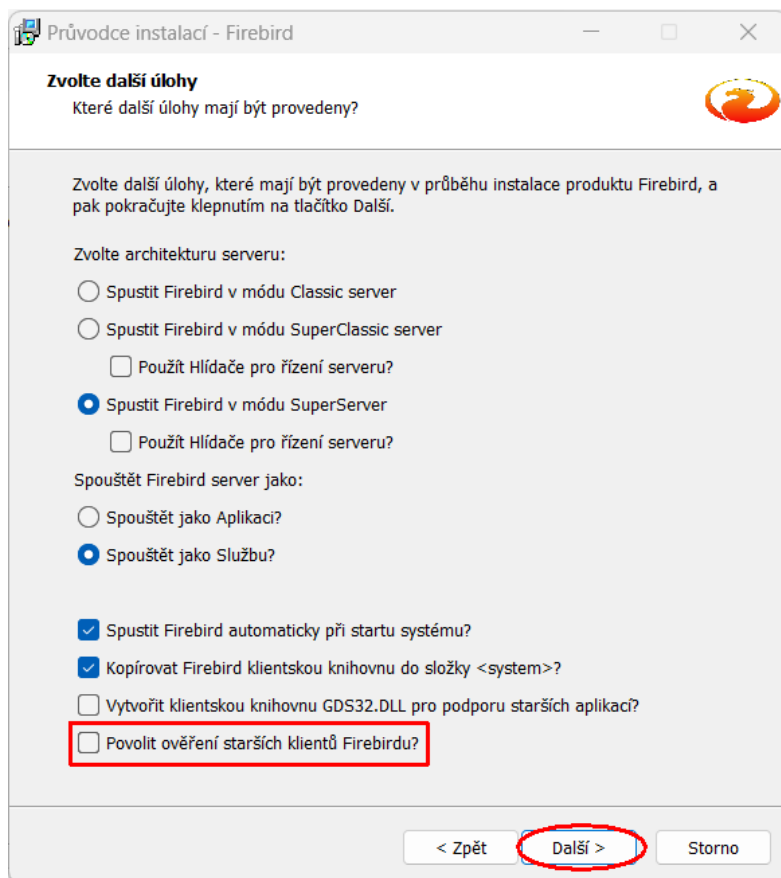 Průvodce instalací - Firebird
Zvolte další úlohy
Které další úlohy mají být provedeny?
Zvolte další úlohy, které mají být provedeny v průběhu instalace produktu Firebird, a
pak pokračujte klepnutím na tlačítko Další.
Zvolte architekturu serveru:
Spustit Firebird v módu Classic server
Spustit Firebird v módu SuperClassic server
Použít Hlídače pro řízení serveru?
Spustit Firebird v módu SuperServer
Použít Hlídače pro řízení serveru?
Spouštět Firebird server jako:
Spouštět jako Aplikaci?
Spouštět jako Službu?
Spustit Firebird automaticky při startu systému?
Kopírovat Firebird klientskou knihovnu do složky <system>?
Vytvořit klientskou knihovnu GDS32.DLL pro podporu starších aplikací?
Povolit ověření starších klientů Firebirdu?
< Zpět Další > Storno